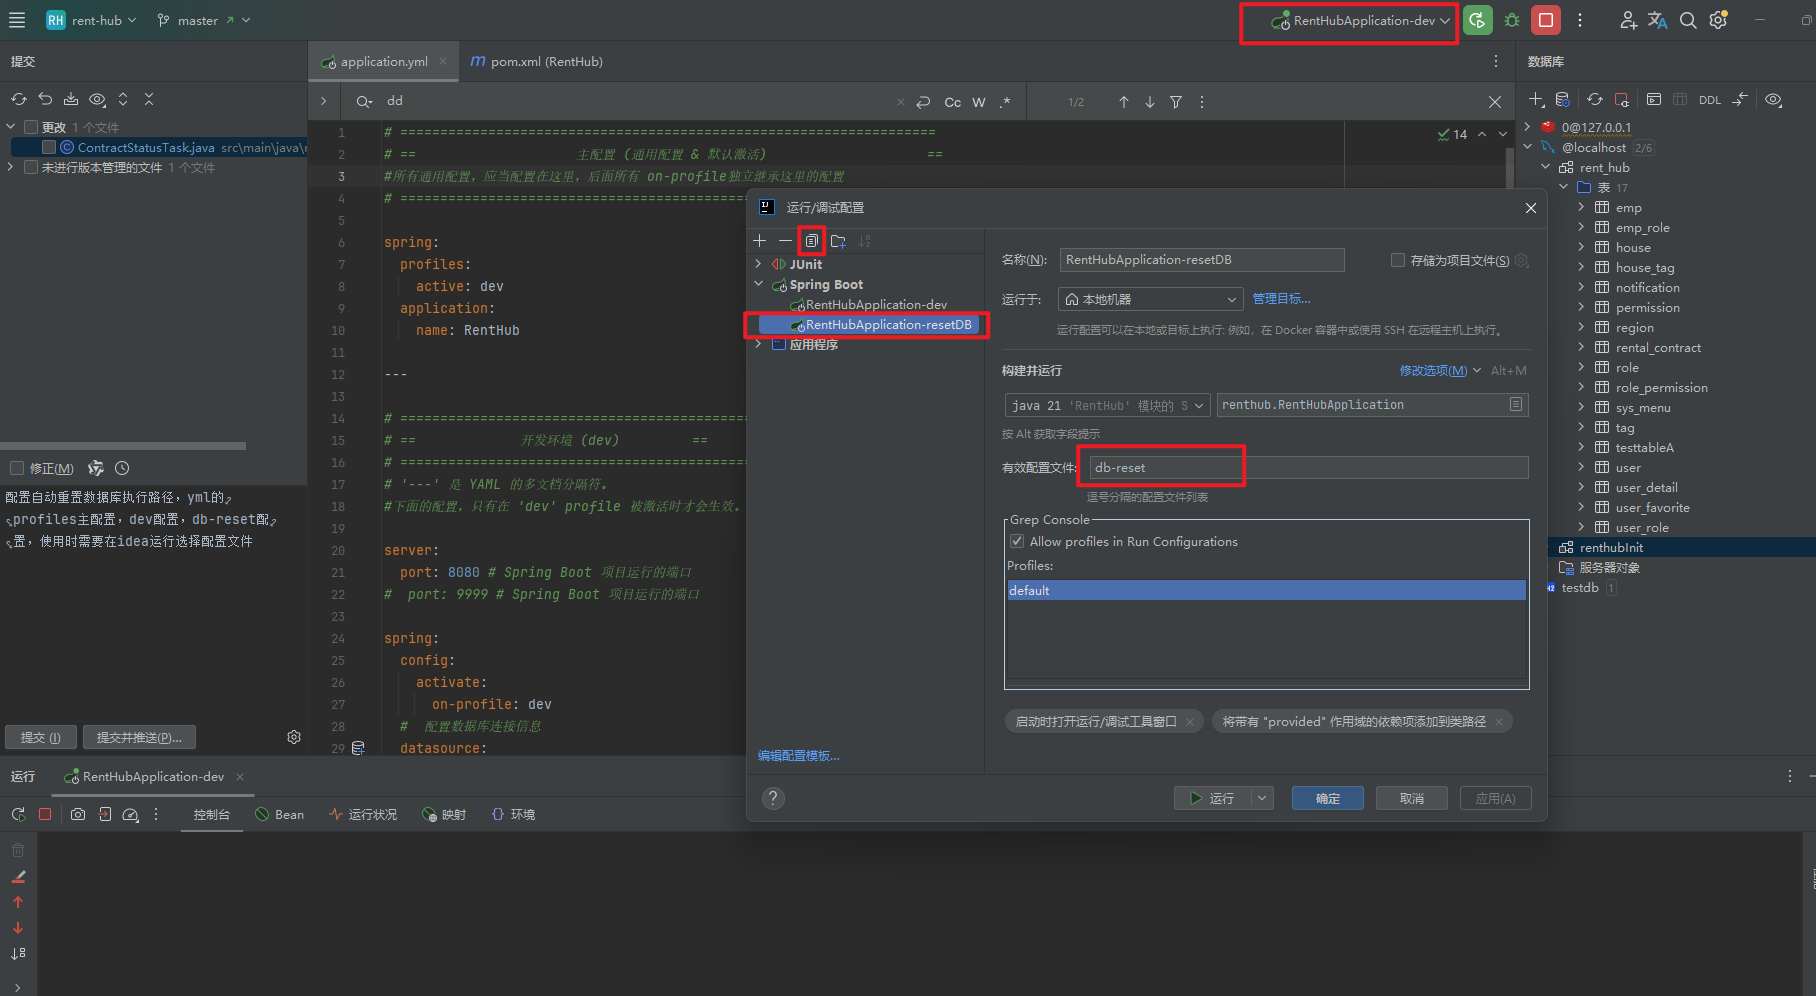 RH rent-hub master
RentHubApplication-dev
提交
application.yml
pom.xml (RentHub)
数据库
dd
Cc W .*
1/2
DDL
更改 1 个文件
ContractStatusTask.java src\main\java\
未进行版本管理的文件 1 个文件
修正(M)
配置自动重置数据库执行路径，yml的
profiles主配置，dev配置，db-reset配
置，使用时需要在idea运行选择配置文件
提交 (I)
提交并推送(P)...
14
1 # ===================================================================
2 # == 主配置 (通用配置 & 默认激活) ==
3 #所有通用配置，应当配置在这里，后面所有 on-profile独立继承这里的配置
4 # ============================================
5
6 spring:
7 profiles:
8 active: dev
9 application:
10 name: RentHub
11
12 ---
13
14 # ============================================
15 # == 开发环境 (dev) ==
16 # ============================================
17 # '---' 是 YAML 的多文档分隔符。
18 #下面的配置，只有在 'dev' profile 被激活时才会生效。
19
20 server:
21 port: 8080 # Spring Boot 项目运行的端口
22 # port: 9999 # Spring Boot 项目运行的端口
23
24 spring:
25 config:
26 activate:
27 on-profile: dev
28 # 配置数据库连接信息
29 datasource:
运行/调试配置
JUnit
Spring Boot
RentHubApplication-dev
RentHubApplication-resetDB
应用程序
编辑配置模板...
名称(N): RentHubApplication-resetDB
存储为项目文件(S)
运行于: 本地机器 管理目标...
运行配置可以在本地或目标上执行: 例如，在 Docker 容器中或使用 SSH 在远程主机上执行。
构建并运行
修改选项(M) Alt+M
java 21 'RentHub' 模块的 S
renthub.RentHubApplication
按 Alt 获取字段提示
有效配置文件: db-reset
逗号分隔的配置文件列表
Grep Console
Allow profiles in Run Configurations
Profiles:
default
启动时打开运行/调试工具窗口
将带有 "provided" 作用域的依赖项添加到类路径
?
运行
确定
取消
应用(A)
0@127.0.0.1
@localhost 2/6
rent_hub
表 17
emp
emp_role
house
house_tag
notification
permission
region
rental_contract
role
role_permission
sys_menu
tag
testtableA
user
user_detail
user_favorite
user_role
renthubInit
服务器对象
testdb 1
运行
RentHubApplication-dev
控制台
Bean
运行状况
映射
环境